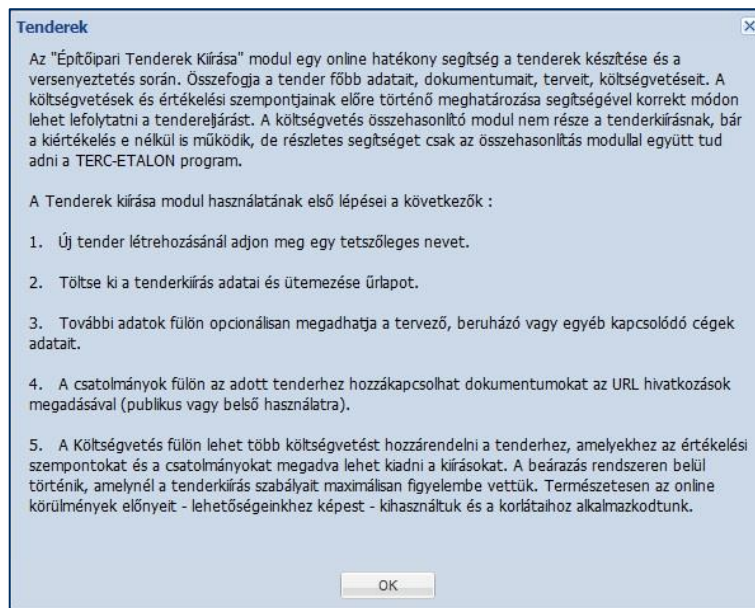 Tenderek
Az "Építőipari Tenderek Kiírása" modul egy online hatékony segítség a tenderek készítése és a
versenyeztetés során. Összefogja a tender főbb adatait, dokumentumait, terveit, költségvetéseit. A
költségvetések és értékelési szempontjainak előre történő meghatározása segítségével korrekt módon
lehet lefolytatni a tendereljárást. A költségvetés összehasonlító modul nem része a tenderkiírásnak, bár
a kiértékelés e nélkül is működik, de részletes segítséget csak az összehasonlítás modullal együtt tud
adni a TERC-ETALON program.
A Tenderek kiírása modul használatának első lépései a következők :
1. Új tender létrehozásánál adjon meg egy tetszőleges nevet.
2. Töltse ki a tenderkiírás adatai és ütemezése űrlapot.
3. További adatok fülön opcionálisan megadhatja a tervező, beruházó vagy egyéb kapcsolódó cégek
adatait.
4. A csatolmányok fülön az adott tenderhez hozzákapcsolhat dokumentumokat az URL hivatkozások
megadásával (publikus vagy belső használatra).
5. A Költségvetés fülön lehet több költségvetést hozzárendelni a tenderhez, amelyekhez az értékelési
szempontokat és a csatolmányokat megadva lehet kiadni a kiírásokat. A beárazás rendszeren belül
történik, amelynél a tenderkiírás szabályait maximálisan figyelembe vettük. Természetesen az online
körülmények előnyeit - lehetőségeinkhez képest - kihasználtuk és a korlátaihoz alkalmazkodtunk.
OK